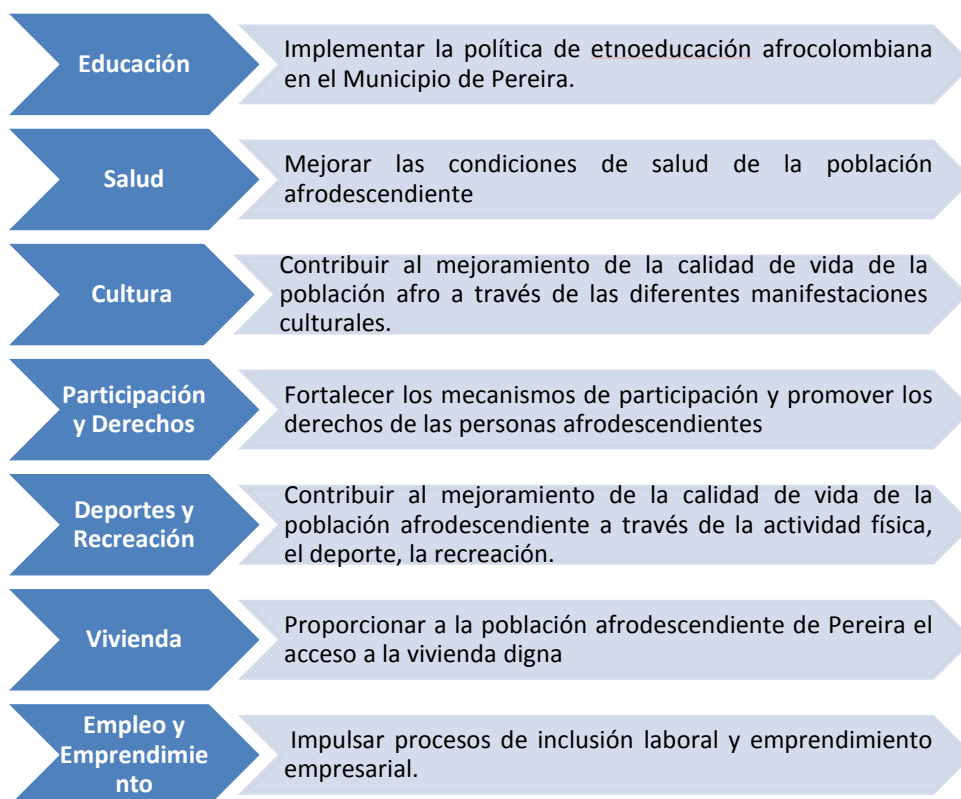 Educación
Implementar la política de etnoeducación afrocolombiana
en el Municipio de Pereira.
Salud
Mejorar las condiciones de salud de la población
afrodescendiente
Cultura
Contribuir al mejoramiento de la calidad de vida de la
población afro a través de las diferentes manifestaciones
culturales.
Participación
y Derechos
Fortalecer los mecanismos de participación y promover los
derechos de las personas afrodescendientes
Deportes y
Recreación
Contribuir al mejoramiento de la calidad de vida de la
población afrodescendiente a través de la actividad física,
el deporte, la recreación.
Vivienda
Proporcionar a la población afrodescendiente de Pereira el
acceso a la vivienda digna
Empleo y
Emprendimie
nto
Impulsar procesos de inclusión laboral y emprendimiento
empresarial.